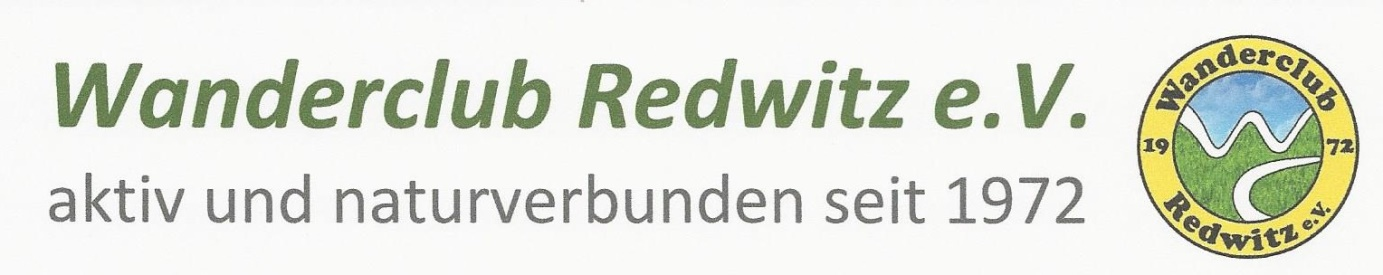 Wanderclub Redwitz e.V.
aktiv und naturverbunden seit 1972
Wanderclub
19 72
Redwitz e.V.